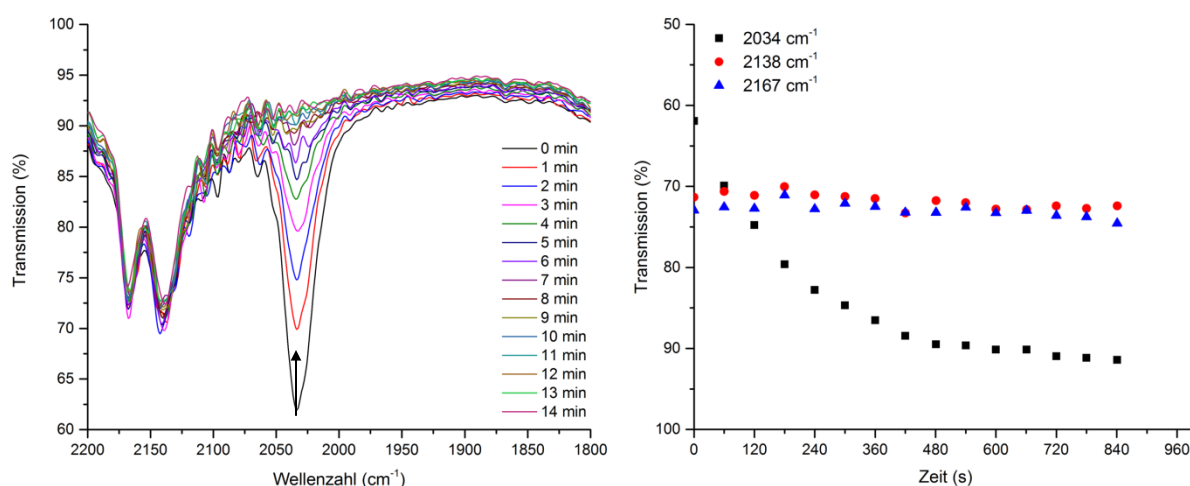 100
95
90
85
80
75
70
65
60
Transmission (%)
2200
2150
2100
2050
2000
1950
1900
1850
1800
Wellenzahl (cm⁻¹)
0 min
1 min
2 min
3 min
4 min
5 min
6 min
7 min
8 min
9 min
10 min
11 min
12 min
13 min
14 min
50
60
70
80
90
100
Transmission (%)
2034 cm⁻¹
2138 cm⁻¹
2167 cm⁻¹
0
120
240
360
480
600
720
840
960
Zeit (s)